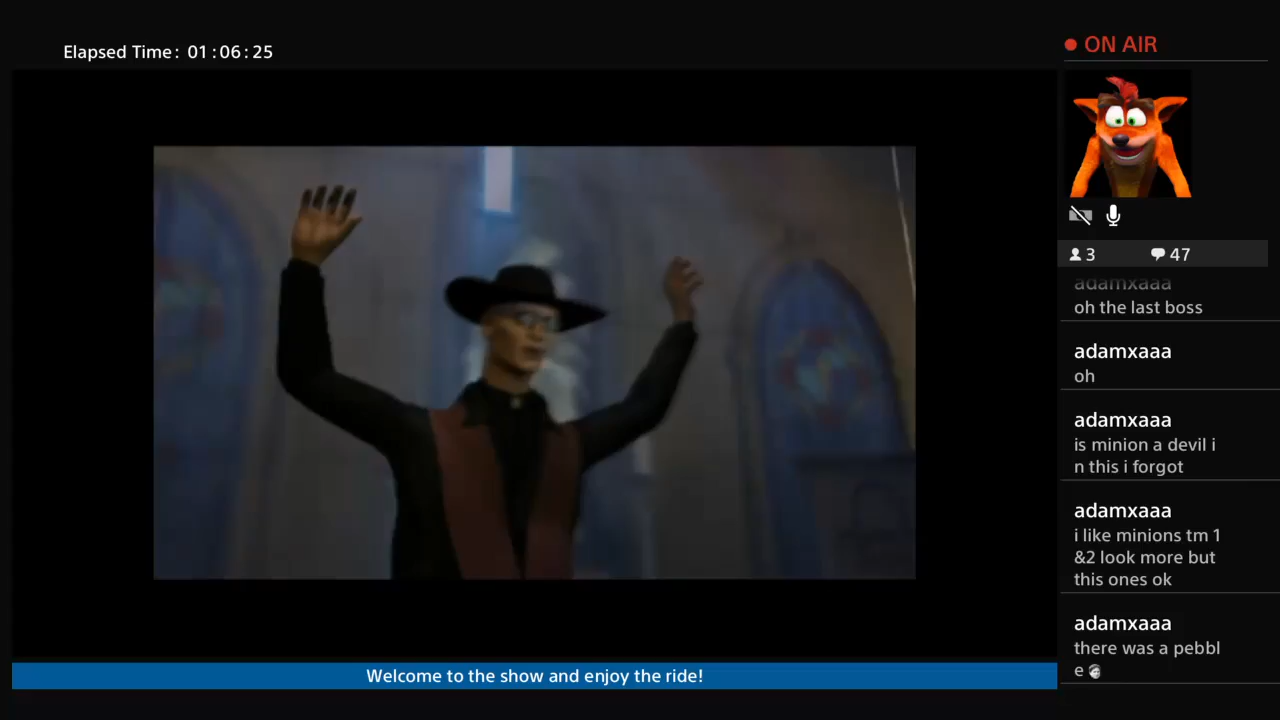 Elapsed Time: 01:06:25
ON AIR
3 47
adamxaaa
oh the last boss
adamxaaa
oh
adamxaaa
is minion a devil i
n this i forgot
adamxaaa
i like minions tm 1
&2 look more but
this ones ok
adamxaaa
there was a pebbl
e
Welcome to the show and enjoy the ride!